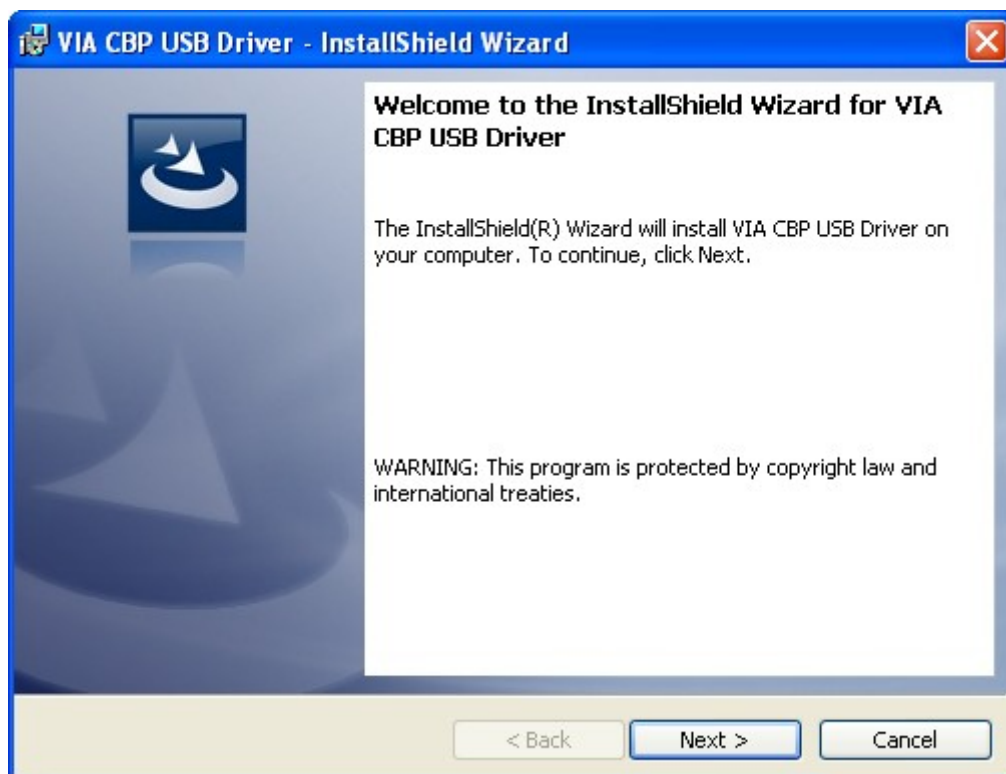 VIA CBP USB Driver - InstallShield Wizard
Welcome to the InstallShield Wizard for VIA
CBP USB Driver
The InstallShield(R) Wizard will install VIA CBP USB Driver on
your computer. To continue, click Next.
WARNING: This program is protected by copyright law and
international treaties.
< Back Next > Cancel